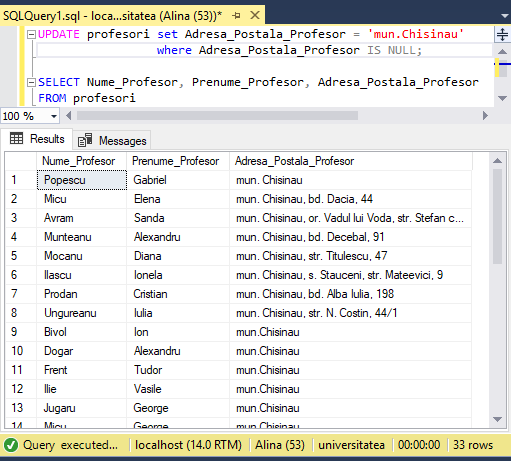 SQLQuery1.sql - loca...sitatea (Alina (53))*
UPDATE profesori set Adresa_Postala_Profesor = 'mun.Chisinau'
where Adresa_Postala_Profesor IS NULL;
SELECT Nume_Profesor, Prenume_Profesor, Adresa_Postala_Profesor
FROM profesori
100 %
Results Messages
Nume_Profesor Prenume_Profesor Adresa_Postala_Profesor
1 Popescu Gabriel mun. Chisinau
2 Micu Elena mun. Chisinau, bd. Dacia, 44
3 Avram Sanda mun. Chisinau, or. Vadul lui Voda, str. Stefan c...
4 Munteanu Alexandru mun. Chisinau, bd. Decebal, 91
5 Mocanu Diana mun. Chisinau, str. Titulescu, 47
6 Ilascu Ionela mun. Chisinau, s. Stauceni, str. Mateevici, 9
7 Prodan Cristian mun. Chisinau, bd. Alba Iulia, 198
8 Ungureanu Iulia mun. Chisinau, str. N. Costin, 44/1
9 Bivol Ion mun.Chisinau
10 Dogar Alexandru mun.Chisinau
11 Frent Tudor mun.Chisinau
12 Ilie Vasile mun.Chisinau
13 Jugaru George mun.Chisinau
14 Micu George mun.Chisinau
Query executed... localhost (14.0 RTM) Alina (53) universitatea 00:00:00 33 rows